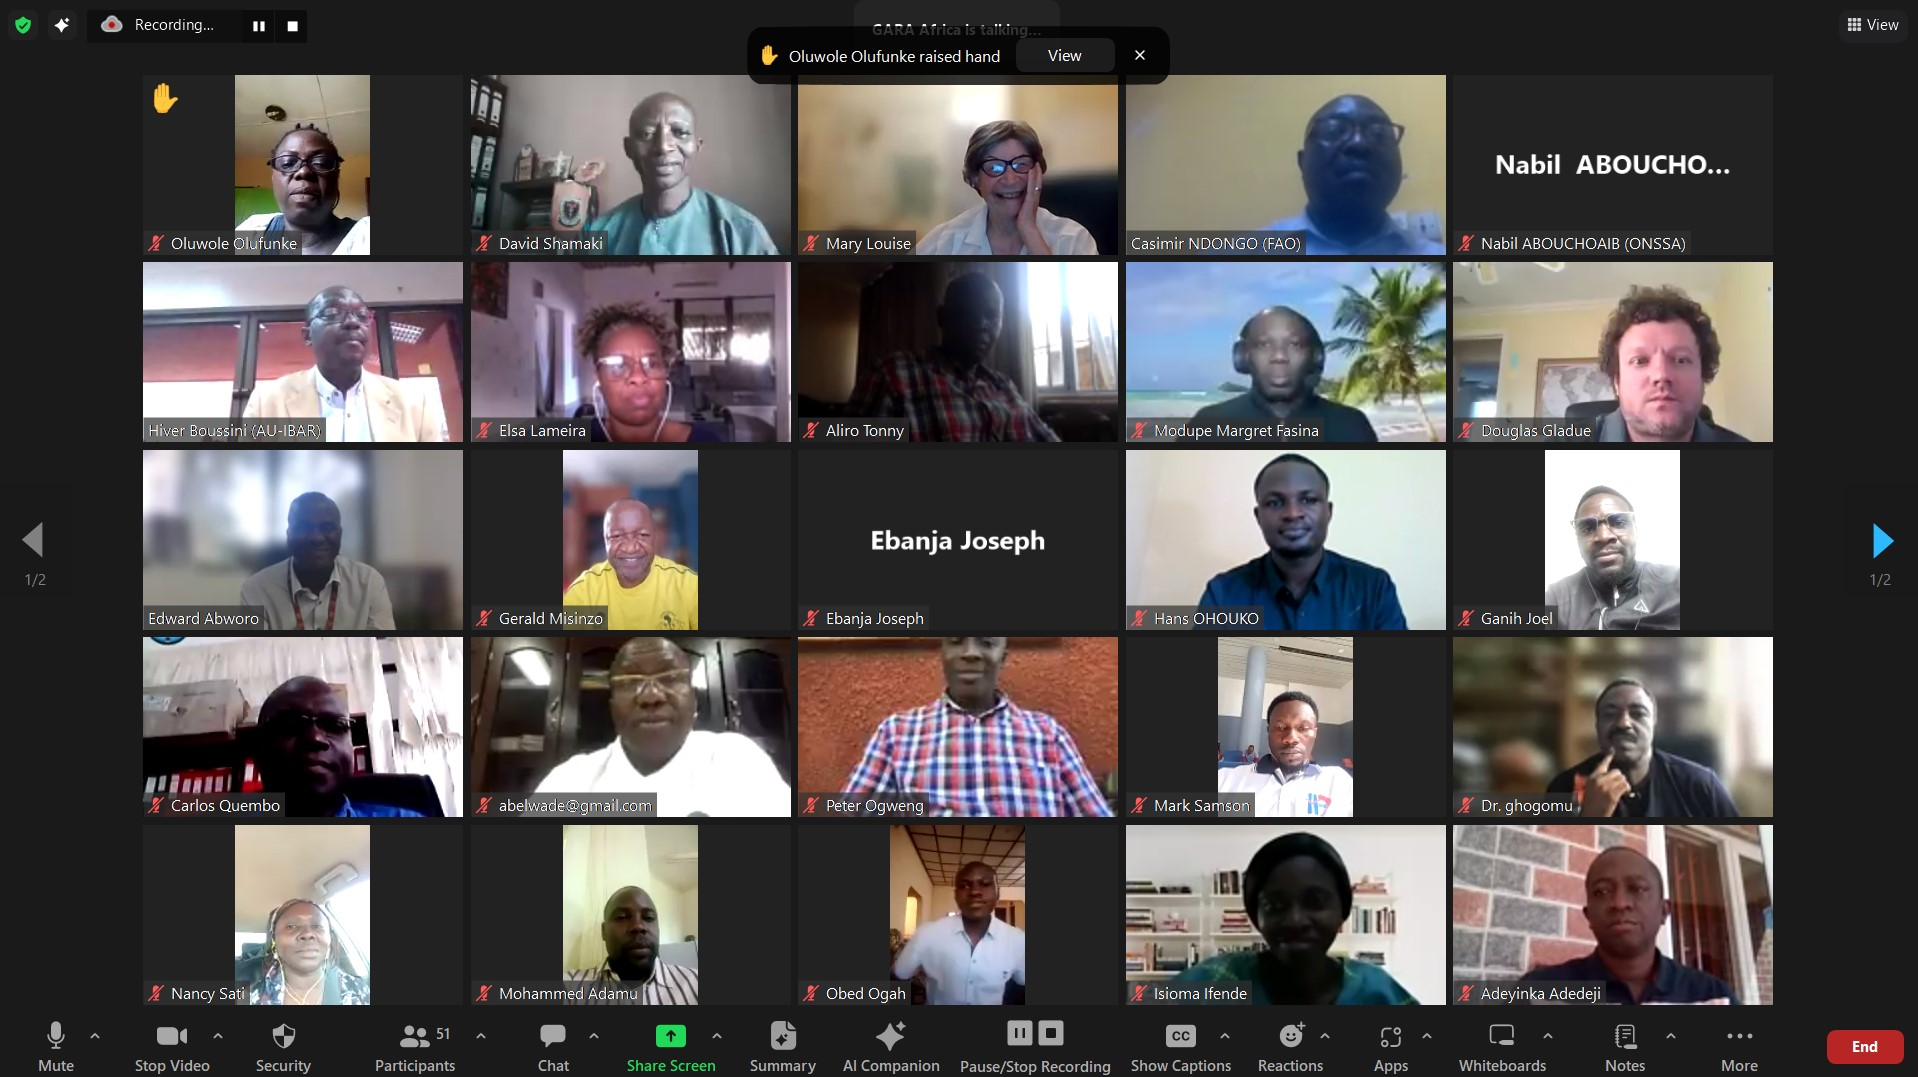 Recording...
GARA Africa is talking...
Oluwole Olufunke raised hand
View
View
Oluwole Olufunke
David Shamaki
Mary Louise
Casimir NDONGO (FAO)
Nabil ABOUCHO...
Nabil ABOUCHOAIB (ONSSA)
Hiver Boussini (AU-IBAR)
Elsa Lameira
Aliro Tonny
Modupe Margret Fasina
Douglas Gladue
1/2
1/2
Edward Abworo
Gerald Misinzo
Ebanja Joseph
Ebanja Joseph
Hans OHOUKO
Ganih Joel
Carlos Quembo
abelwade@gmail.com
Peter Ogweng
Mark Samson
Dr. ghogomu
Nancy Sati
Mohammed Adamu
Obed Ogah
Isioma Ifende
Adeyinka Adedeji
Mute
Stop Video
Security
Participants
51
Chat
Share Screen
Summary
AI Companion
Pause/Stop Recording
CC
Show Captions
Reactions
Apps
Whiteboards
Notes
More
End